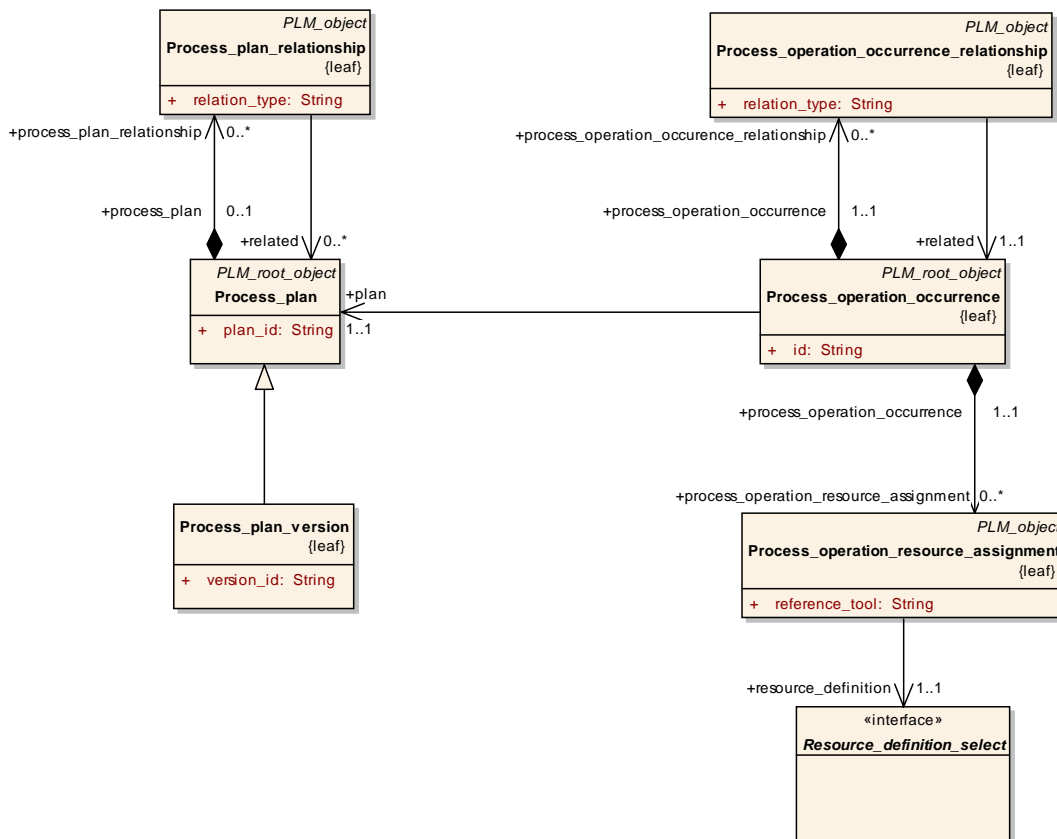 PLM_object
Process_plan_relationship
{leaf}
+ relation_type: String
PLM_object
Process_operation_occurrence_relationship
{leaf}
+ relation_type: String
+process_plan_relationship 0..*
+process_operation_occurence_relationship 0..*
+process_plan 0..1
+process_operation_occurrence 1..1
+related 0..*
+related 1..1
PLM_root_object
Process_plan
+ plan_id: String
+plan
1..1
PLM_root_object
Process_operation_occurrence
{leaf}
+ id: String
+process_operation_occurrence 1..1
+process_operation_resource_assignment 0..*
Process_plan_version
{leaf}
+ version_id: String
PLM_object
Process_operation_resource_assignment
{leaf}
+ reference_tool: String
+resource_definition 1..1
«interface»
Resource_definition_select